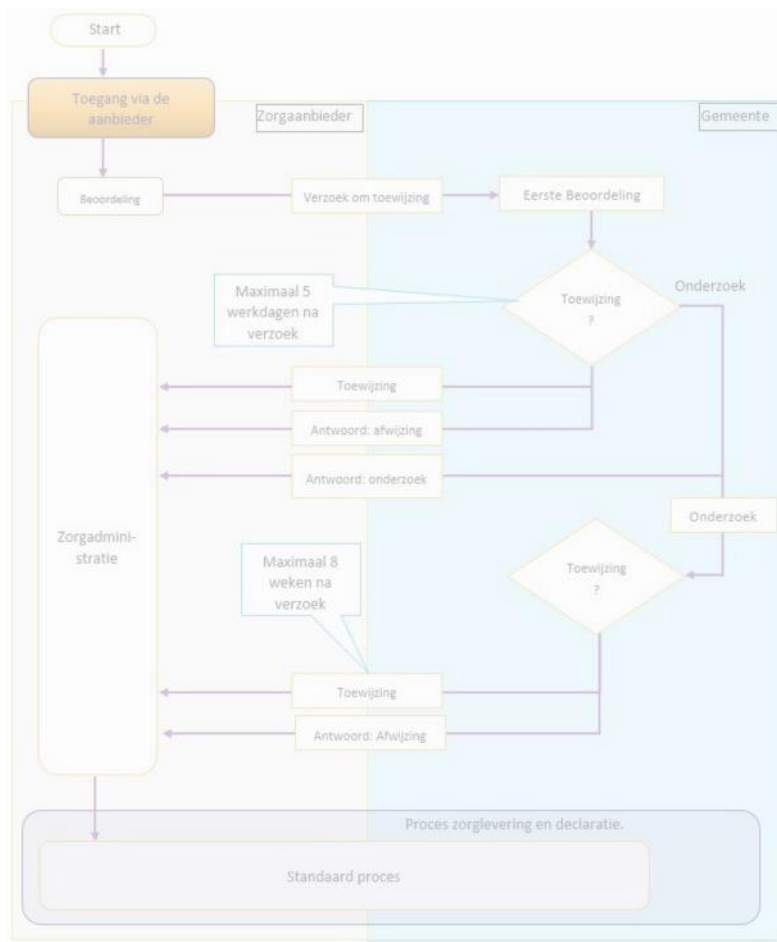 Start
Toegang via de
aanbieder
Zorgaanbieder
Gemeente
Beoordeling
Verzoek om toewijzing
Eerste Beoordeling
Maximaal 5
werkdagen na
verzoek
Toewijzing
?
Onderzoek
Toewijzing
Antwoord: afwijzing
Antwoord: onderzoek
Onderzoek
Zorgadmini-
stratie
Maximaal 8
weken na
verzoek
Toewijzing
?
Toewijzing
Antwoord: Afwijzing
Proces zorglevering en declaratie.
Standaard proces